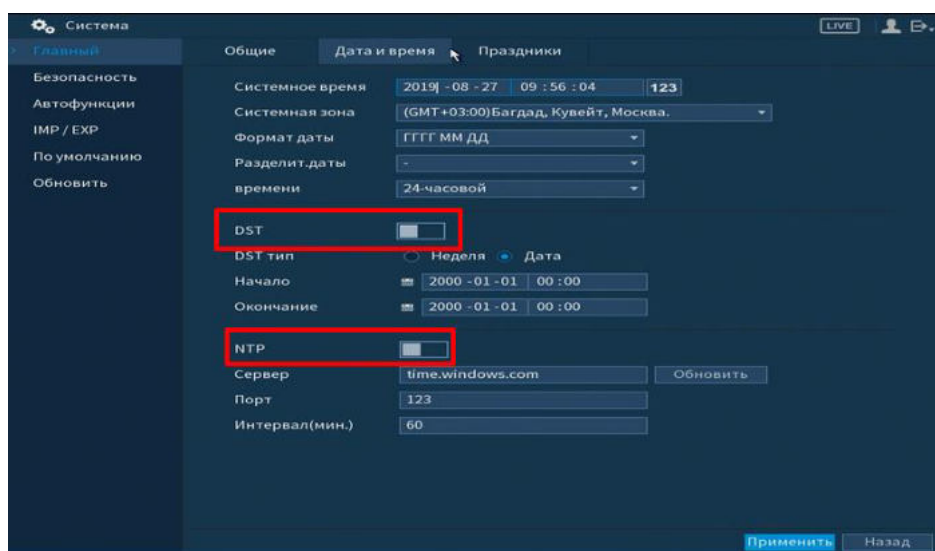 Система LIVE
Главный Общие Дата и время Праздники
Безопасность
Автофункции
IMP / EXP
По умолчанию
Обновить
Системное время 2019 - 08 - 27 09 : 56 : 04 123
Системная зона (GMT+03:00)Багдад, Кувейт, Москва.
Формат даты ГГГГ ММ ДД
Разделит.даты -
времени 24-часовой
DST
DST тип Неделя Дата
Начало 2000 - 01 - 01 00 : 00
Окончание 2000 - 01 - 01 00 : 00
NTP
Сервер time.windows.com Обновить
Порт 123
Интервал(мин.) 60
Применить Назад